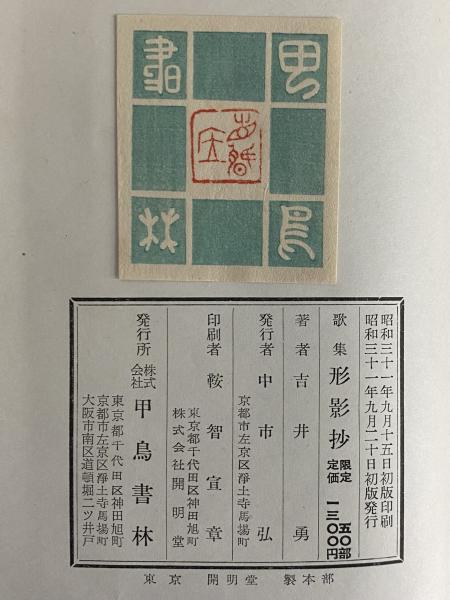 甲鳥
書林
昭和三十一年九月十五日初版印刷
昭和三十一年九月二十日初版発行
歌集 形影抄 限定 五〇〇部 定価 一三〇〇円
著者 吉井勇
発行者 中市弘
京都市左京区浄土寺馬場町
印刷者 鞍智宣章
東京都千代田区神田旭町
株式会社開明堂
発行所 株式会社 甲鳥書林
東京都千代田区神田旭町
京都市左京区浄土寺馬場町
大阪市南区道頓堀二ツ井戸
東京 開明堂 製本部